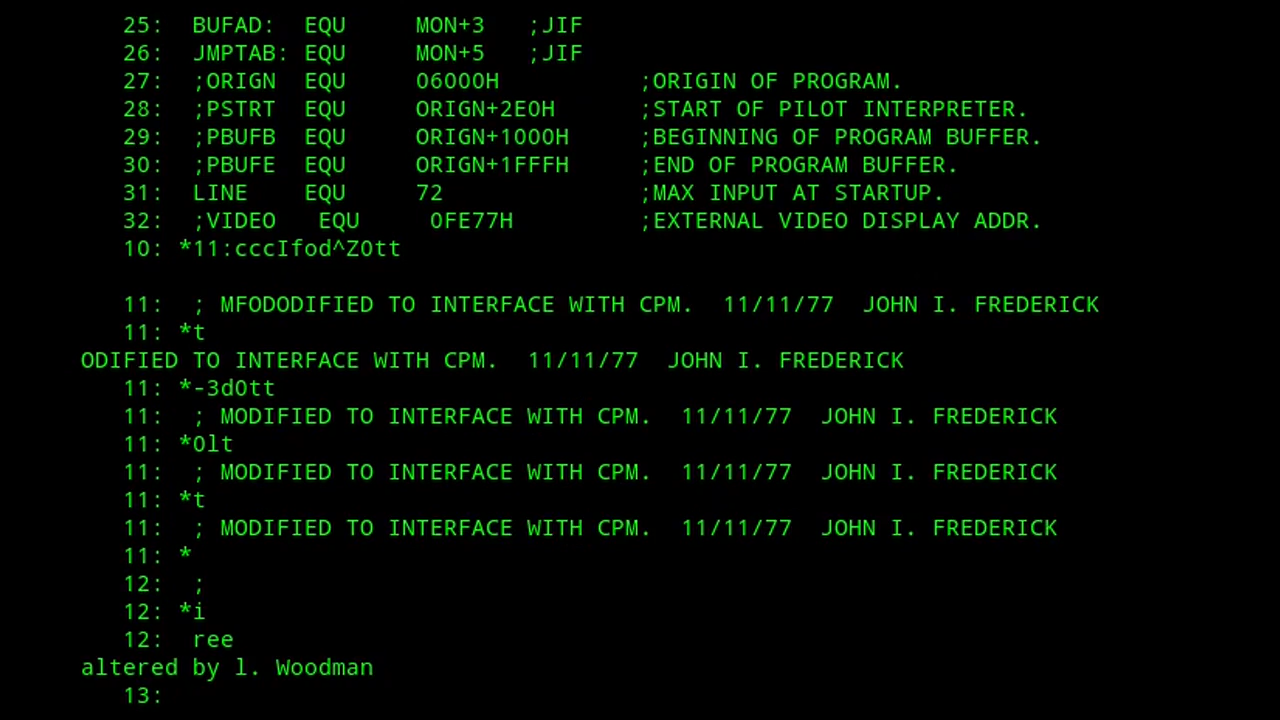 25: BUFAD: EQU MON+3 ;JIF
26: JMPTAB: EQU MON+5 ;JIF
27: ;ORIGN EQU 06000H ;ORIGIN OF PROGRAM.
28: ;PSTRT EQU ORIGN+2E0H ;START OF PILOT INTERPRETER.
29: ;PBUFB EQU ORIGN+1000H ;BEGINNING OF PROGRAM BUFFER.
30: ;PBUFE EQU ORIGN+1FFFH ;END OF PROGRAM BUFFER.
31: LINE EQU 72 ;MAX INPUT AT STARTUP.
32: ;VIDEO EQU 0FE77H ;EXTERNAL VIDEO DISPLAY ADDR.
10: *11:cccIfod^Z0tt
11: ; MFODODIFIED TO INTERFACE WITH CPM. 11/11/77 JOHN I. FREDERICK
11: *t
ODIFIED TO INTERFACE WITH CPM. 11/11/77 JOHN I. FREDERICK
11: *-3d0tt
11: ; MODIFIED TO INTERFACE WITH CPM. 11/11/77 JOHN I. FREDERICK
11: *0lt
11: ; MODIFIED TO INTERFACE WITH CPM. 11/11/77 JOHN I. FREDERICK
11: *t
11: ; MODIFIED TO INTERFACE WITH CPM. 11/11/77 JOHN I. FREDERICK
11: *
12: ;
12: *i
12: ree
altered by l. Woodman
13: